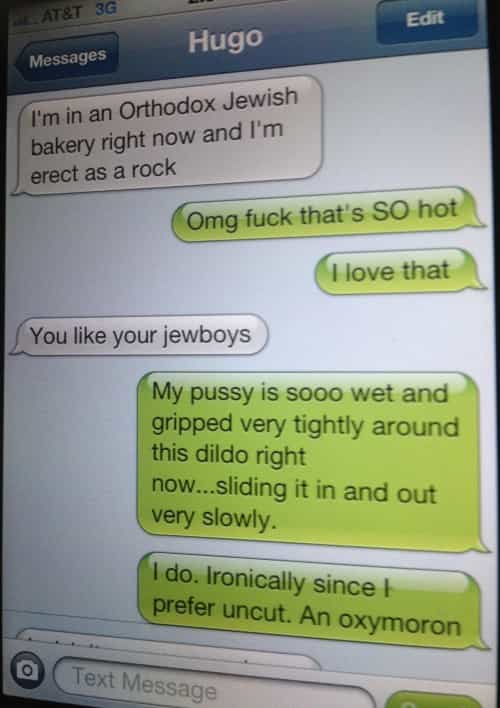 AT&T 3G
Messages
Hugo
Edit
I'm in an Orthodox Jewish
bakery right now and I'm
erect as a rock
Omg fuck that's SO hot
I love that
You like your jewboys
My pussy is sooo wet and
gripped very tightly around
this dildo right
now...sliding it in and out
very slowly.
I do. Ironically since I
prefer uncut. An oxymoron
Text Message